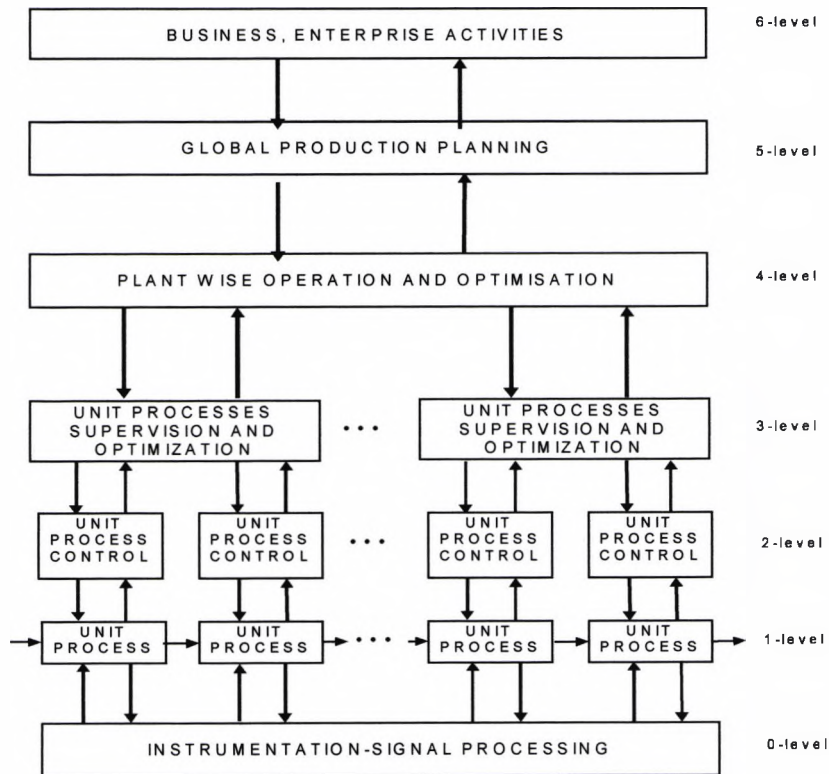 BUSINESS, ENTERPRISE ACTIVITIES
6-level
GLOBAL PRODUCTION PLANNING
5-level
PLANT WISE OPERATION AND OPTIMISATION
4-level
UNIT PROCESSES
SUPERVISION AND
OPTIMIZATION
...
UNIT PROCESSES
SUPERVISION AND
OPTIMIZATION
3-level
UNIT
PROCESS
CONTROL
UNIT
PROCESS
CONTROL
...
UNIT
PROCESS
CONTROL
UNIT
PROCESS
CONTROL
2-level
UNIT
PROCESS
UNIT
PROCESS
...
UNIT
PROCESS
UNIT
PROCESS
1-level
INSTRUMENTATION-SIGNAL PROCESSING
0-level